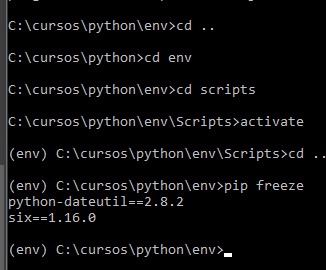 C:\cursos\python\env>cd ..
C:\cursos\python\env>cd env
C:\cursos\python\env>cd scripts
C:\cursos\python\env\Scripts>activate
(env) C:\cursos\python\env\Scripts>cd ..
(env) C:\cursos\python\env>pip freeze
python-dateutil==2.8.2
six==1.16.0
(env) C:\cursos\python\env>